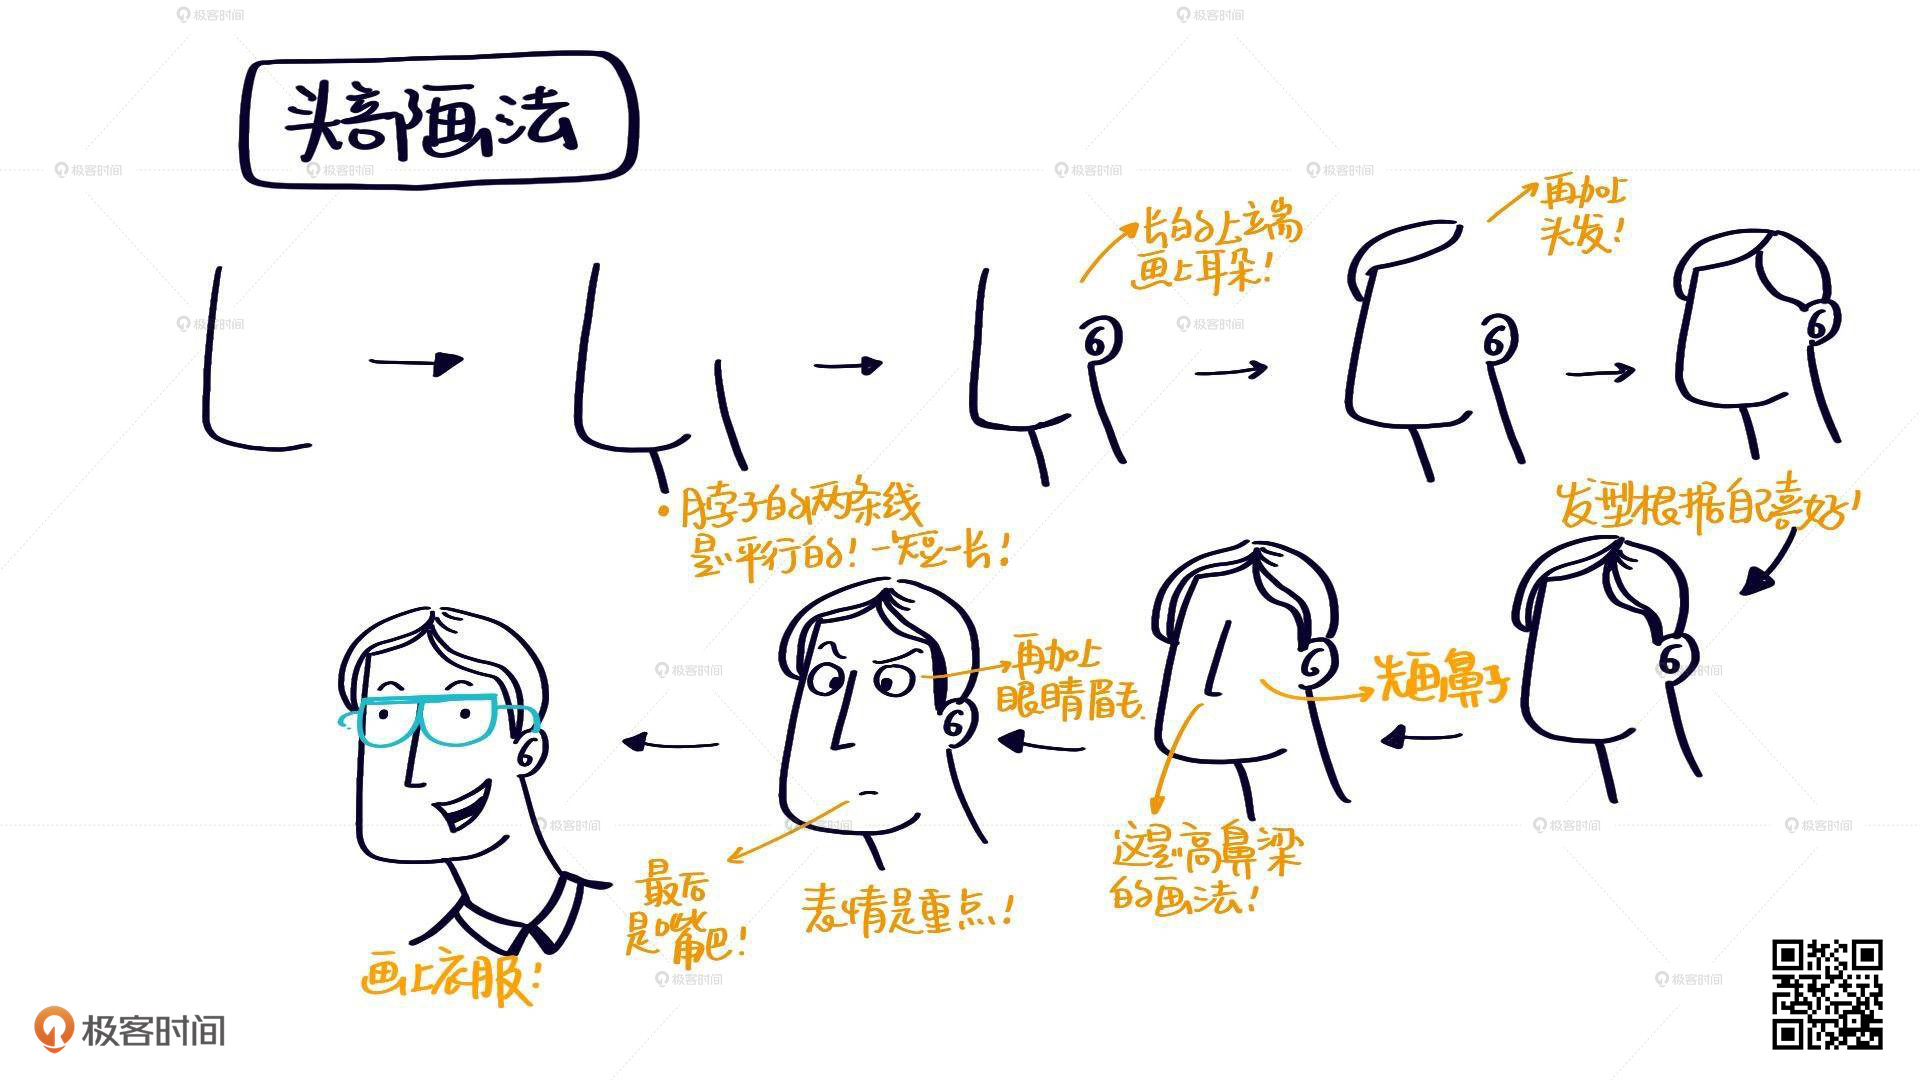 头部画法
长的上端
画上耳朵!
再加上
头发!
• 脖子的两条线
是平行的! 一短一长!
发型根据自己喜好!
先画鼻子
这是高鼻梁
的画法!
再加上
眼睛眉毛.
表情是重点!
最后
是嘴
巴!
画上衣服!
极客时间